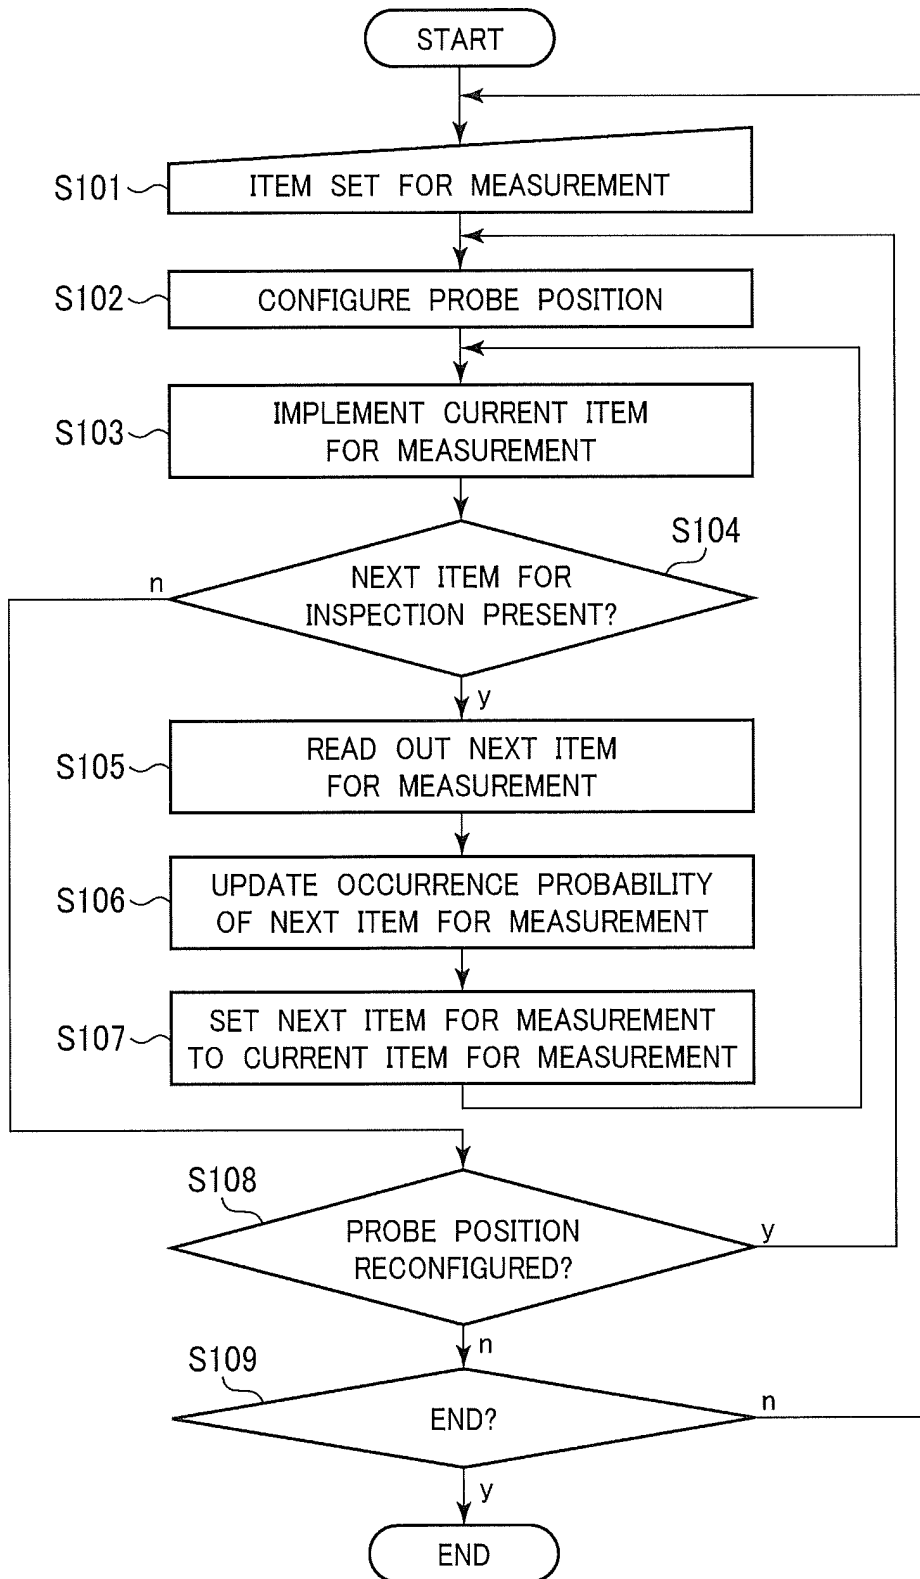 START
S101
ITEM SET FOR MEASUREMENT
S102
CONFIGURE PROBE POSITION
S103
IMPLEMENT CURRENT ITEM
FOR MEASUREMENT
S104
NEXT ITEM FOR
INSPECTION PRESENT?
n
y
S105
READ OUT NEXT ITEM
FOR MEASUREMENT
S106
UPDATE OCCURRENCE PROBABILITY
OF NEXT ITEM FOR MEASUREMENT
S107
SET NEXT ITEM FOR MEASUREMENT
TO CURRENT ITEM FOR MEASUREMENT
S108
PROBE POSITION
RECONFIGURED?
y
n
S109
END?
n
y
END